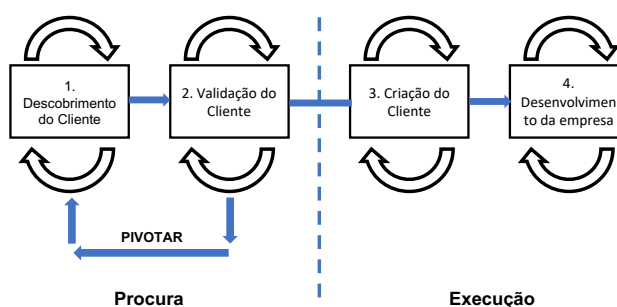 1.
Descobrimento
do Cliente
2. Validação do
Cliente
3. Criação do
Cliente
4.
Desenvolvimen
to da empresa
PIVOTAR
Procura
Execução